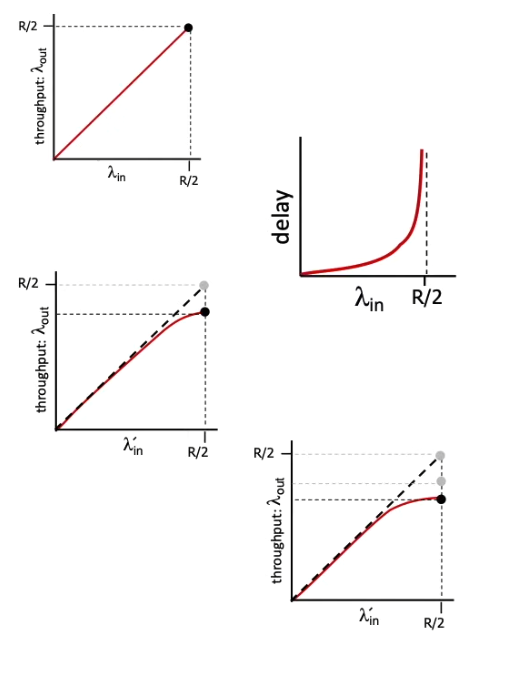 R/2
throughput: λout
λin
R/2
delay
λin
R/2
R/2
throughput: λout
λ′in
R/2
R/2
throughput: λout
λ′in
R/2